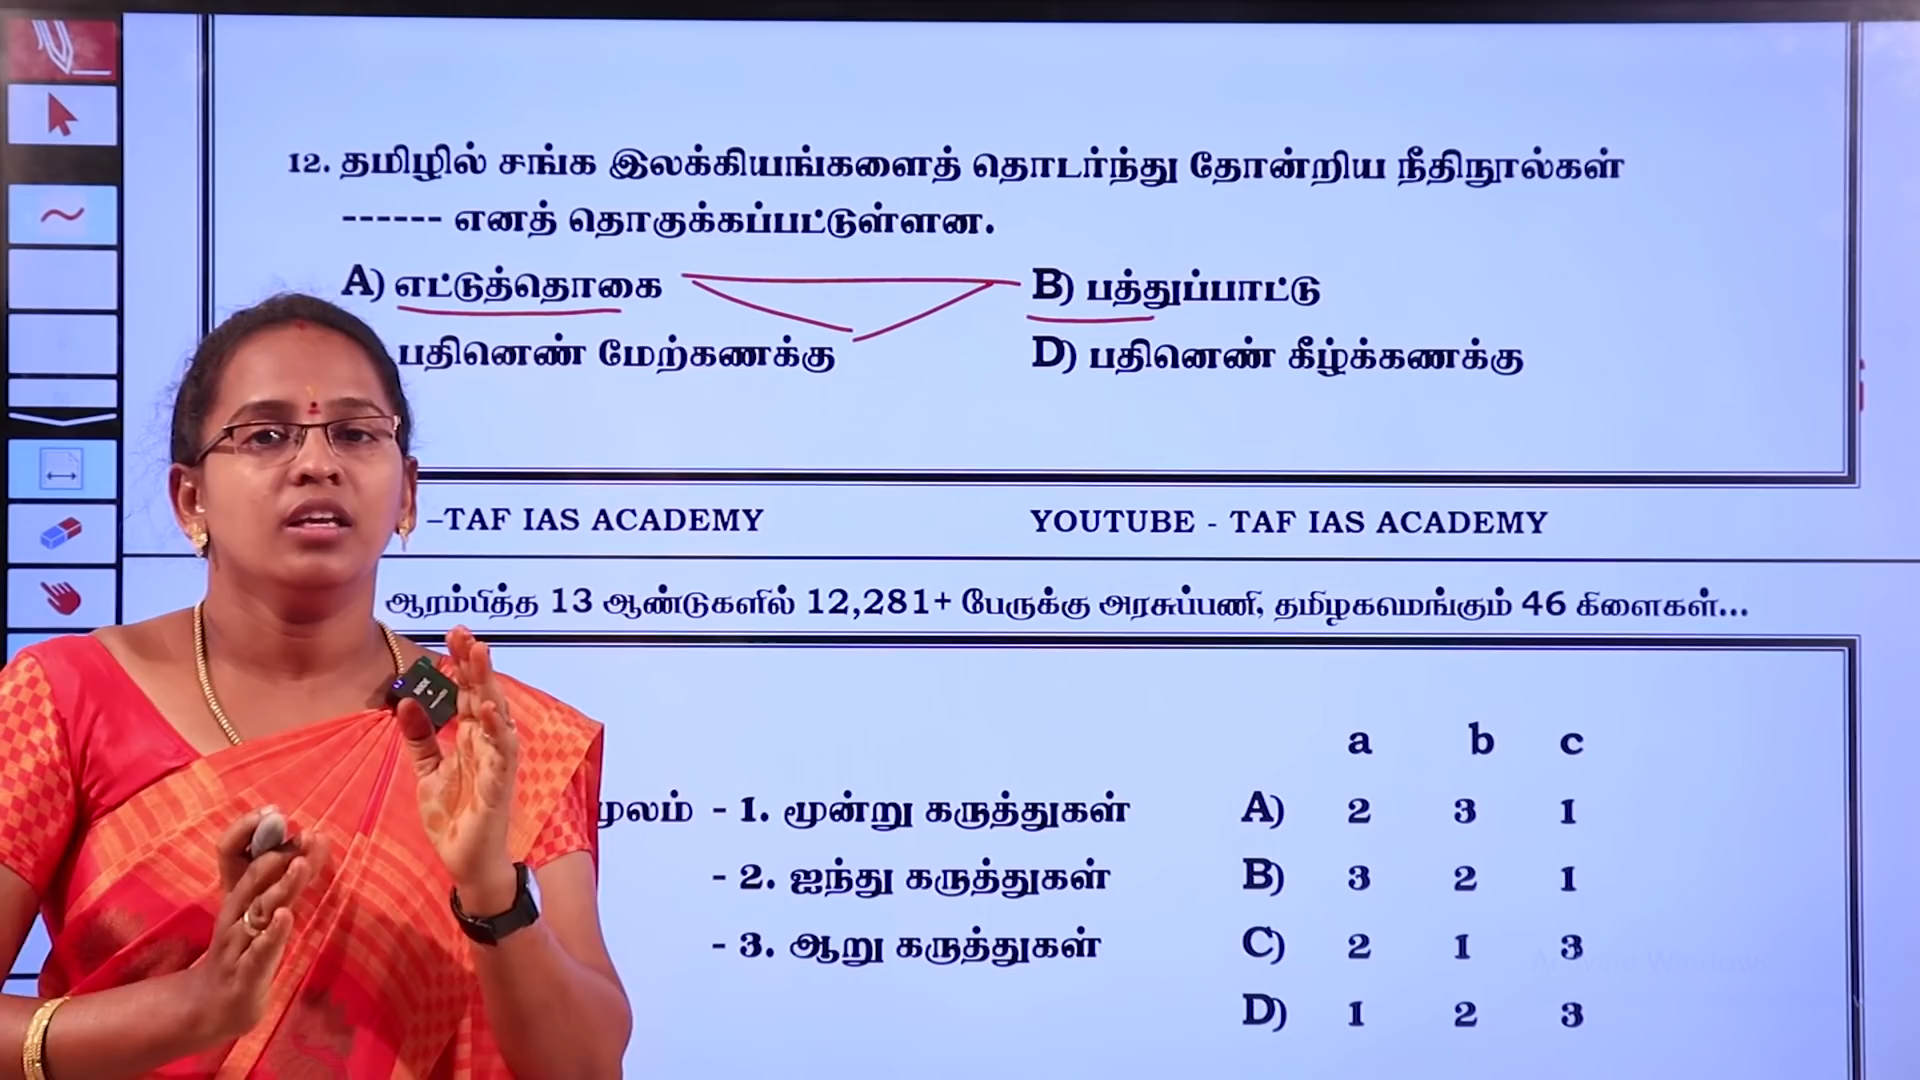 12. தமிழில் சங்க இலக்கியங்களைத் தொடர்ந்து தோன்றிய நீதிநூல்கள்
------ எனத் தொகுக்கப்பட்டுள்ளன.
A) எட்டுத்தொகை B) பத்துப்பாட்டு
பதினெண் மேற்கணக்கு D) பதினெண் கீழ்க்கணக்கு
–TAF IAS ACADEMY YOUTUBE - TAF IAS ACADEMY
ஆரம்பித்த 13 ஆண்டுகளில் 12,281+ பேருக்கு அரசுப்பணி, தமிழகமெங்கும் 46 கிளைகள்...
a b c
மூலம் - 1. மூன்று கருத்துகள் A) 2 3 1
- 2. ஐந்து கருத்துகள் B) 3 2 1
- 3. ஆறு கருத்துகள் C) 2 1 3
D) 1 2 3